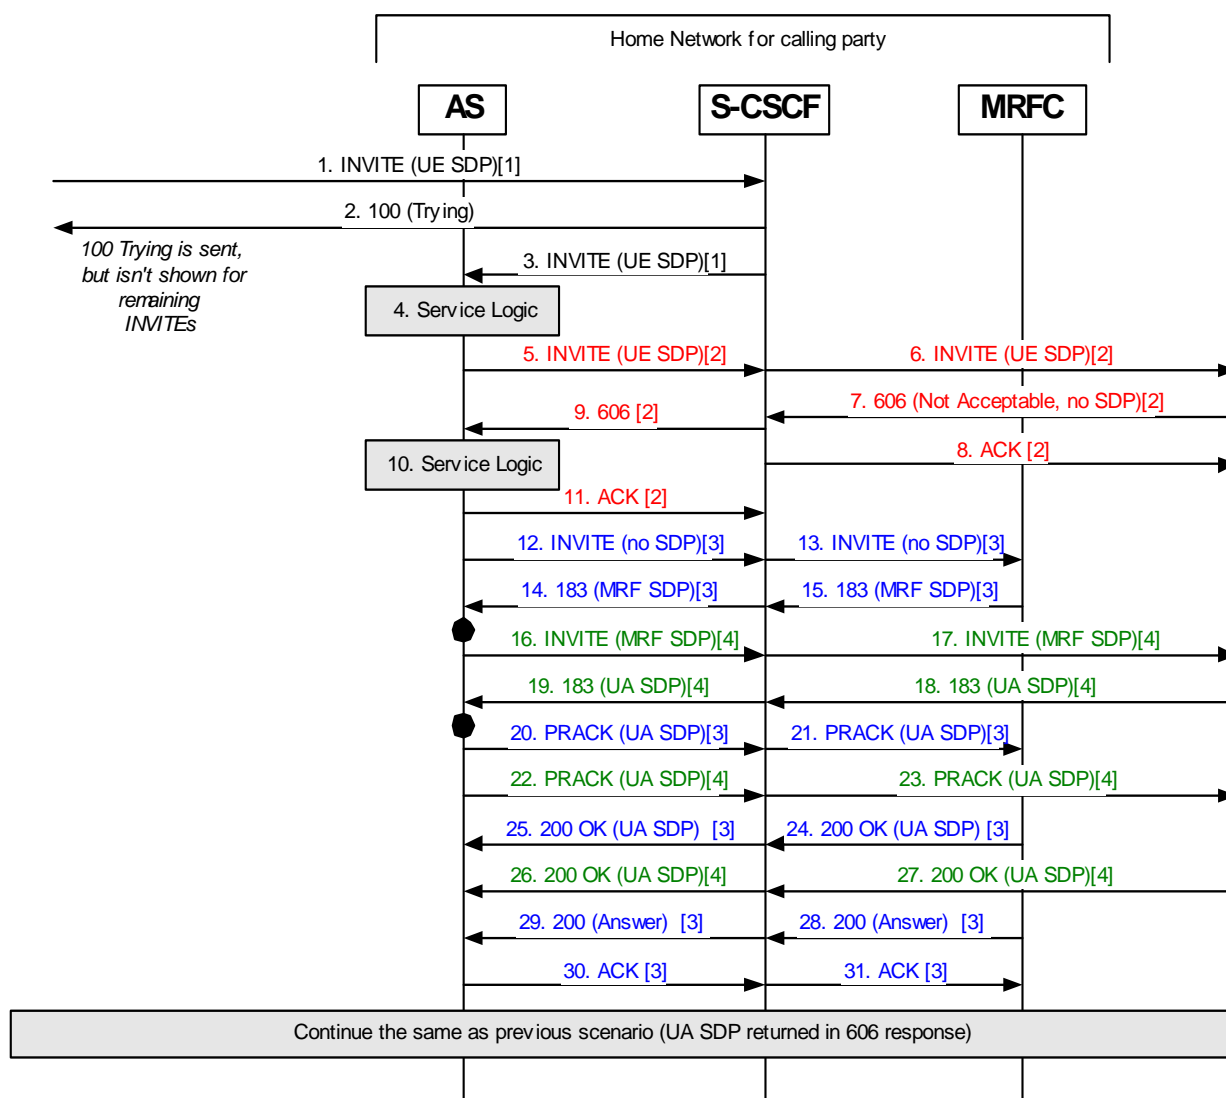 Home Network for calling party
AS
S-CSCF
MRFC
1. INVITE (UE SDP)[1]
2. 100 (Trying)
100 Trying is sent,
but isn't shown for
remaining
INVITEs
3. INVITE (UE SDP)[1]
4. Service Logic
5. INVITE (UE SDP)[2]
6. INVITE (UE SDP)[2]
7. 606 (Not Acceptable, no SDP)[2]
9. 606 [2]
8. ACK [2]
10. Service Logic
11. ACK [2]
12. INVITE (no SDP)[3]
13. INVITE (no SDP)[3]
14. 183 (MRF SDP)[3]
15. 183 (MRF SDP)[3]
16. INVITE (MRF SDP)[4]
17. INVITE (MRF SDP)[4]
19. 183 (UA SDP)[4]
18. 183 (UA SDP)[4]
20. PRACK (UA SDP)[3]
21. PRACK (UA SDP)[3]
22. PRACK (UA SDP)[4]
23. PRACK (UA SDP)[4]
25. 200 OK (UA SDP) [3]
24. 200 OK (UA SDP) [3]
26. 200 OK (UA SDP)[4]
27. 200 OK (UA SDP)[4]
29. 200 (Answer) [3]
28. 200 (Answer) [3]
30. ACK [3]
31. ACK [3]
Continue the same as previous scenario (UA SDP returned in 606 response)